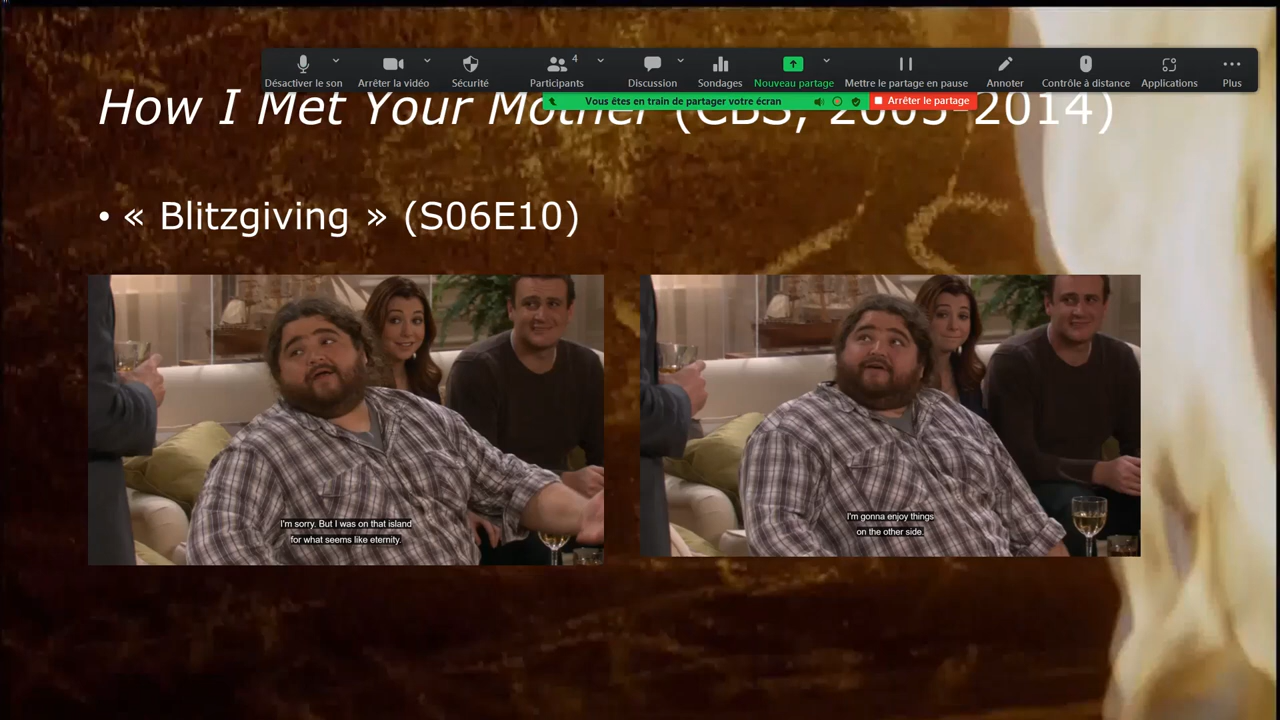 Désactiver le son
Arrêter la vidéo
Sécurité
Participants
4
Discussion
Sondages
Nouveau partage
Mettre le partage en pause
Annoter
Contrôle à distance
Applications
Plus
Vous êtes en train de partager votre écran
Arrêter le partage
How I Met Your Mother (CBS, 2005-2014)
• « Blitzgiving » (S06E10)
I'm sorry. But I was on that island
for what seems like eternity.
I'm gonna enjoy things
on the other side.